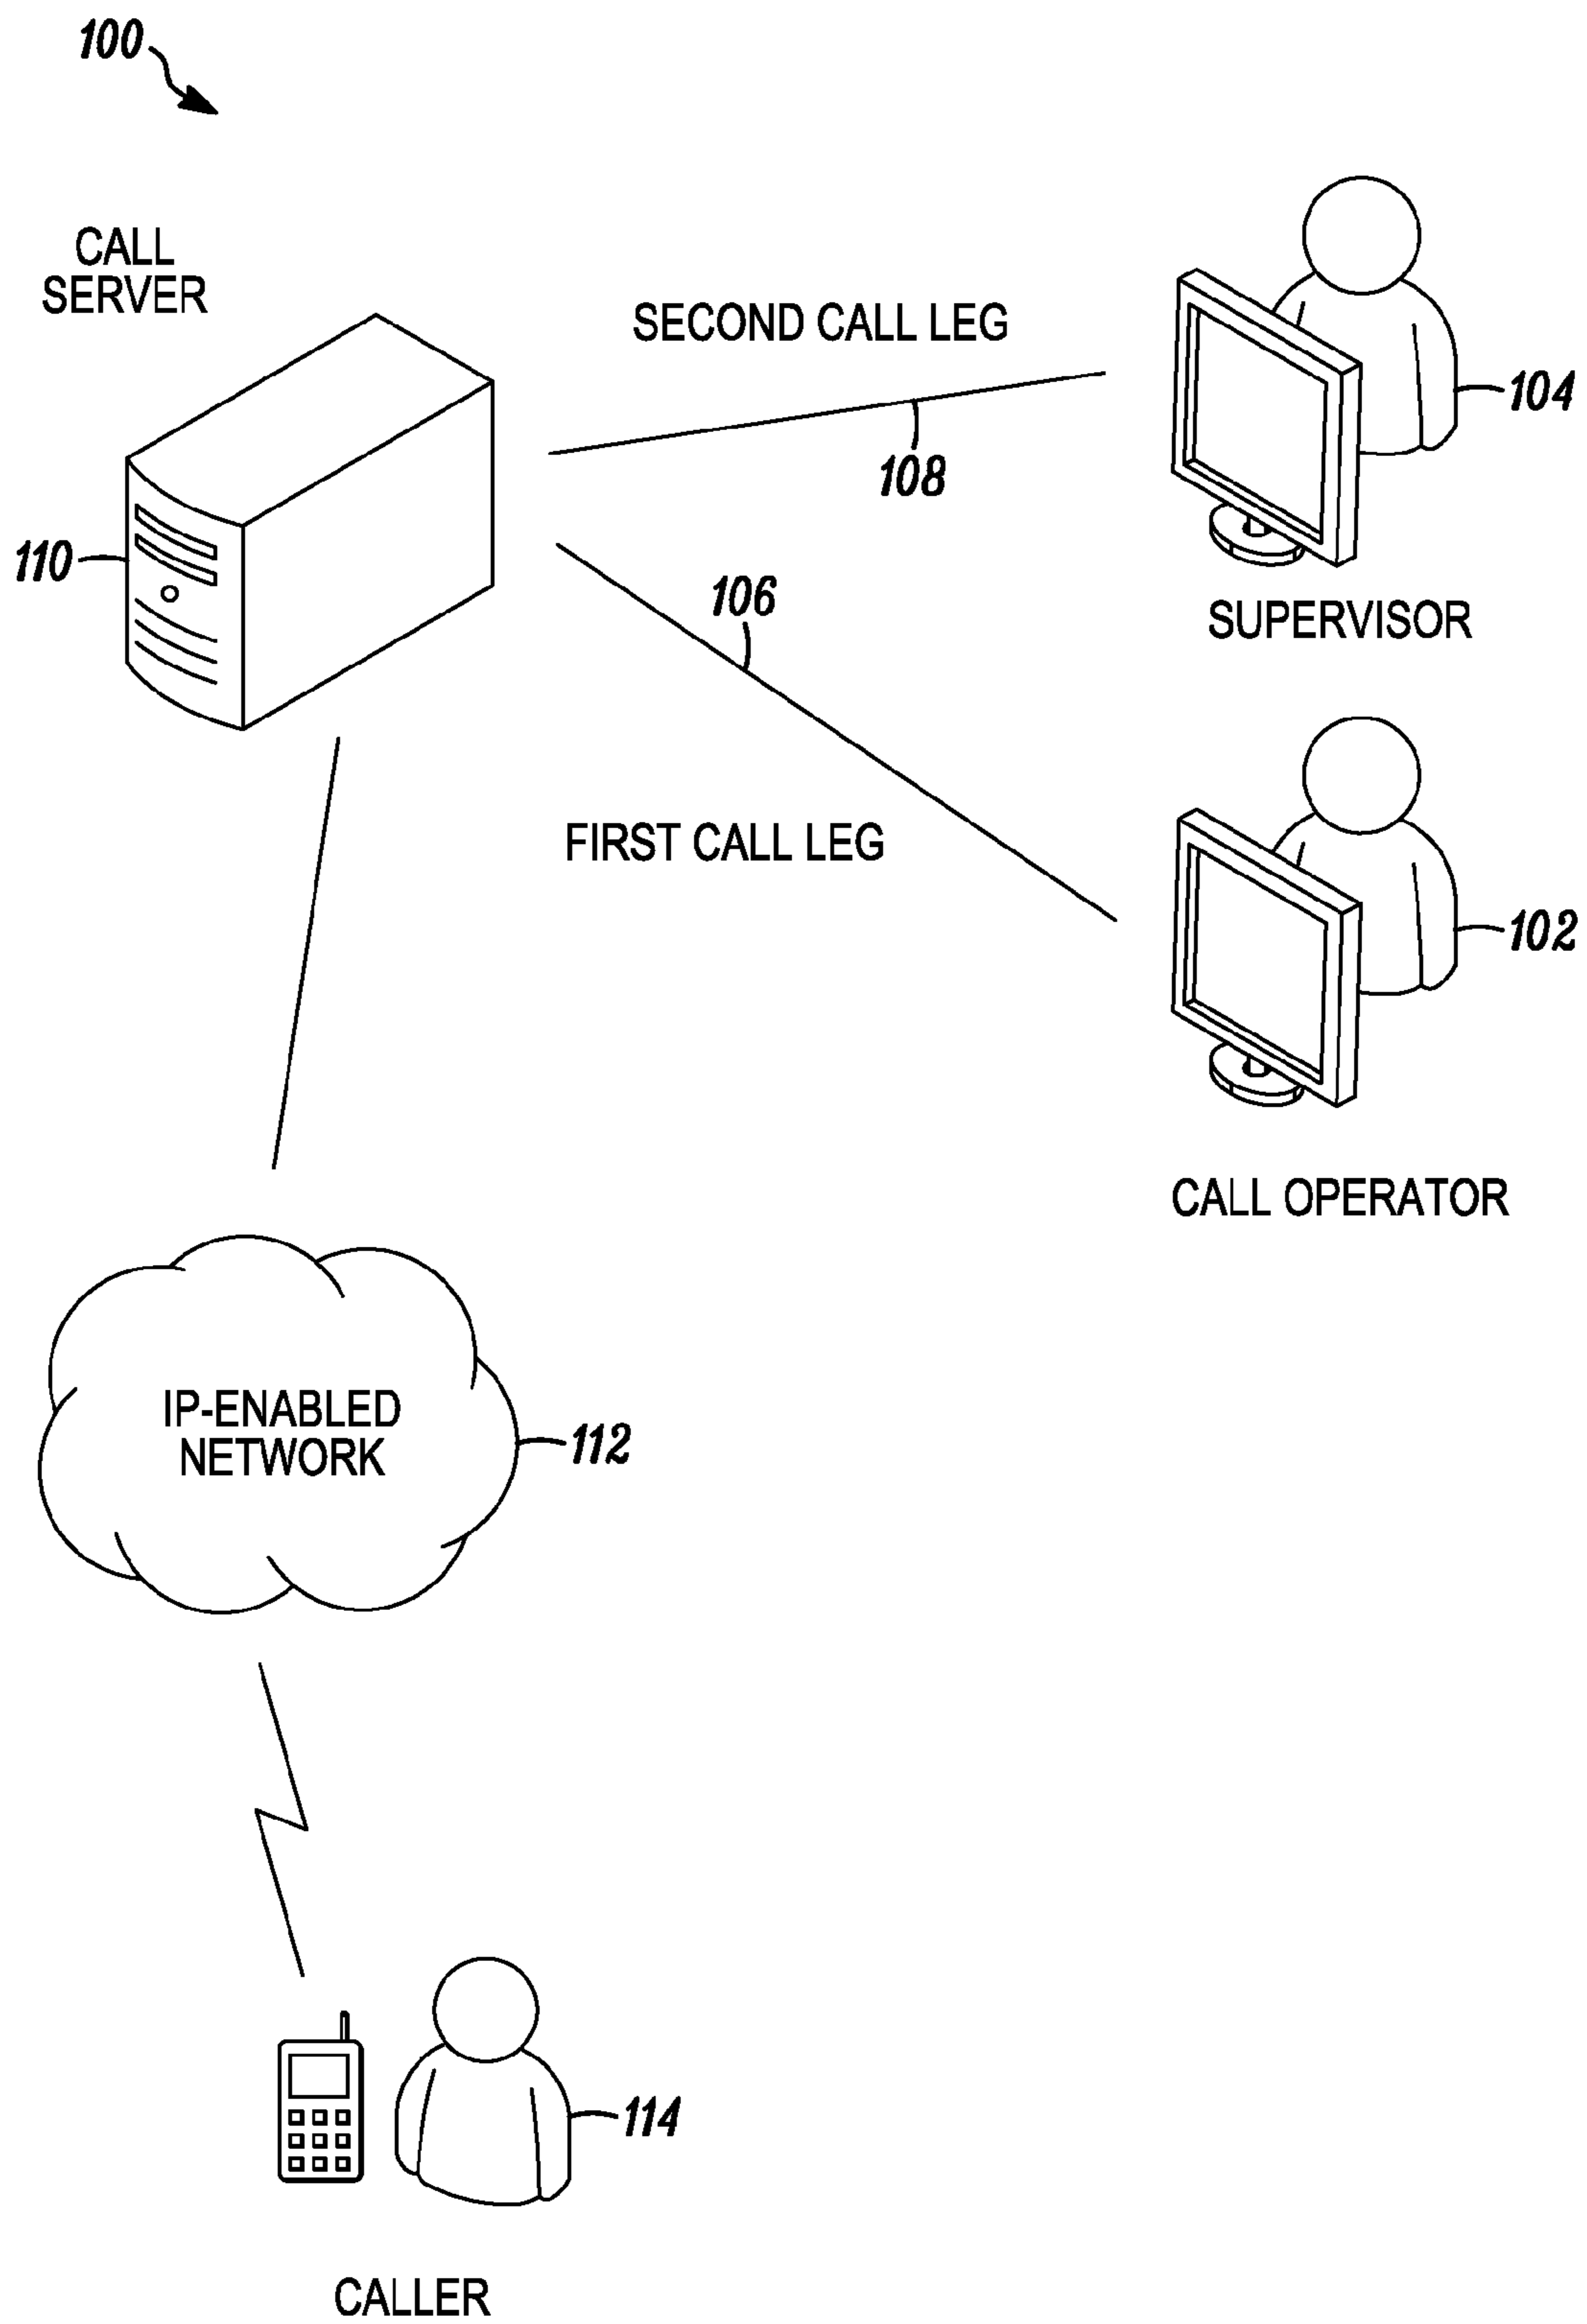 100
CALL
SERVER
SECOND CALL LEG
104
108
110
106
SUPERVISOR
FIRST CALL LEG
102
CALL OPERATOR
IP-ENABLED
NETWORK
112
114
CALLER